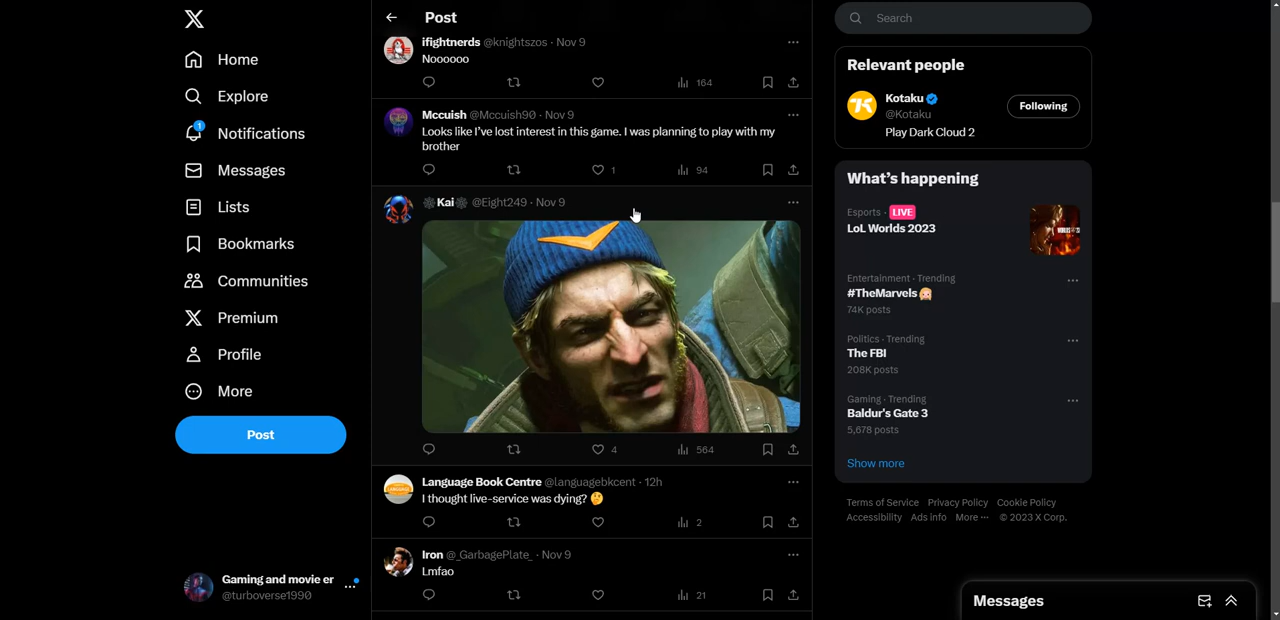 Home
Explore
1
Notifications
Messages
Lists
Bookmarks
Communities
Premium
Profile
More
Post
Gaming and movie er
@turboverse1990
Post
ifightnerds @knightszos · Nov 9
Noooooo
164
Mccuish @Mccuish90 · Nov 9
Looks like I've lost interest in this game. I was planning to play with my
brother
1 94
🕸Kai🕸 @Eight249 · Nov 9
4 564
Language Book Centre @languagebkcent · 12h
I thought live-service was dying? 🤔
2
Iron @_GarbagePlate_ · Nov 9
Lmfao
21
Search
Relevant people
Kotaku
@Kotaku
Following
Play Dark Cloud 2
What's happening
Esports · LIVE
LoL Worlds 2023
Entertainment · Trending
#TheMarvels
74K posts
Politics · Trending
The FBI
208K posts
Gaming · Trending
Baldur's Gate 3
5,678 posts
Show more
Terms of Service Privacy Policy Cookie Policy
Accessibility Ads info More ··· © 2023 X Corp.
Messages